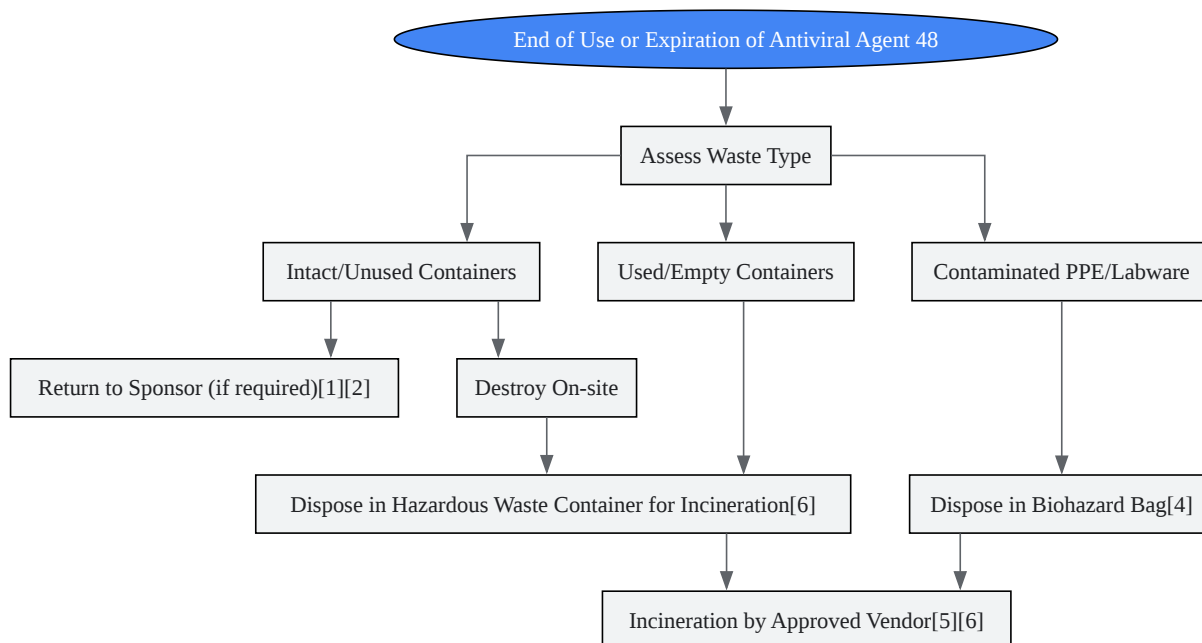 End of Use or Expiration of Antiviral Agent 48
Assess Waste Type
Intact/Unused Containers
Used/Empty Containers
Contaminated PPE/Labware
Return to Sponsor (if required)[1][2]
Destroy On-site
Dispose in Hazardous Waste Container for Incineration[6]
Dispose in Biohazard Bag[4]
Incineration by Approved Vendor[5][6]